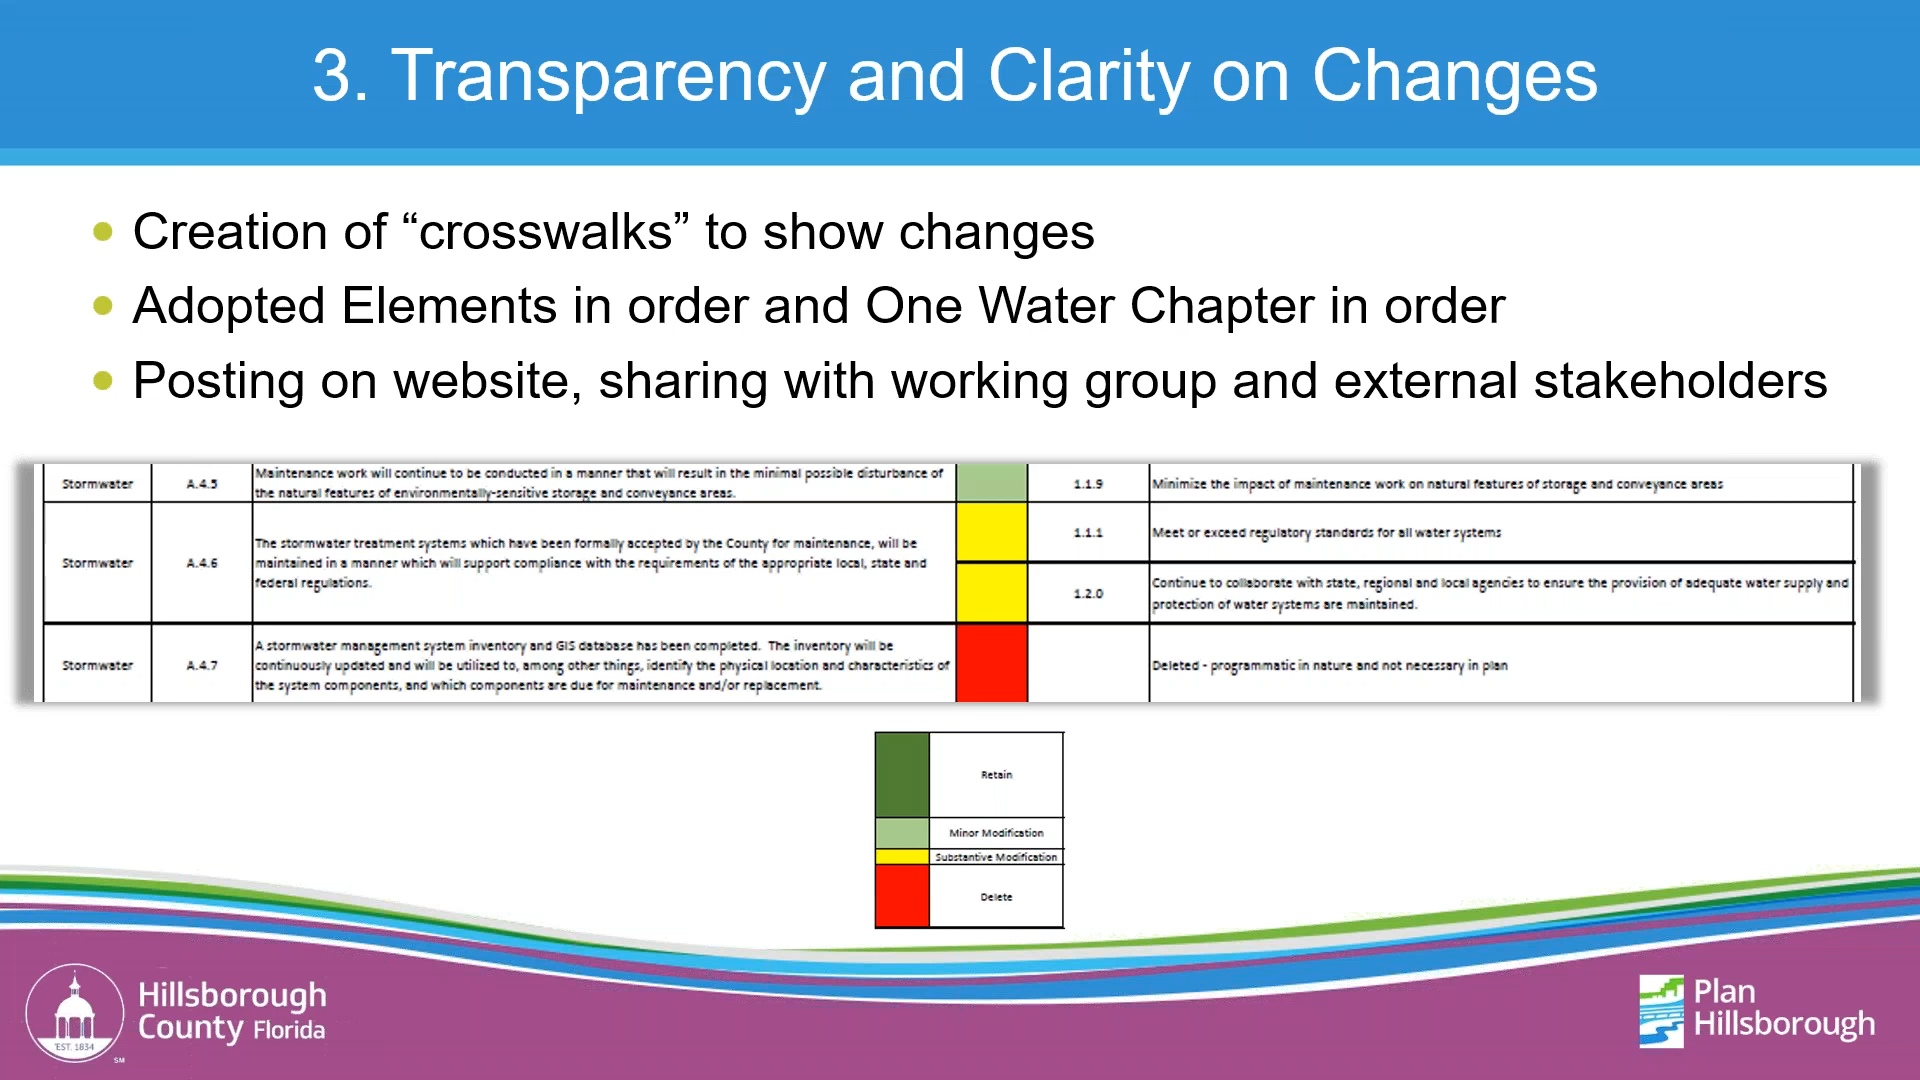 3. Transparency and Clarity on Changes
Creation of “crosswalks” to show changes
Adopted Elements in order and One Water Chapter in order
Posting on website, sharing with working group and external stakeholders
Stormwater
A.4.5
Maintenance work will continue to be conducted in a manner that will result in the minimal possible disturbance of
the natural features of environmentally-sensitive storage and conveyance areas.
1.1.9
Minimize the impact of maintenance work on natural features of storage and conveyance areas
Stormwater
A.4.6
The stormwater treatment systems which have been formally accepted by the County for maintenance, will be
maintained in a manner which will support compliance with the requirements of the appropriate local, state and
federal regulations.
1.1.1
Meet or exceed regulatory standards for all water systems
1.2.0
Continue to collaborate with state, regional and local agencies to ensure the provision of adequate water supply and
protection of water systems are maintained.
Stormwater
A.4.7
A stormwater management system inventory and GIS database has been completed.  The inventory will be
continuously updated and will be utilized to, among other things, identify the physical location and characteristics of
the system components, and which components are due for maintenance and/or replacement.
Deleted - programmatic in nature and not necessary in plan
Retain
Minor Modification
Substantive Modification
Delete
EST. 1834
SM
Hillsborough
County Florida
Plan
Hillsborough